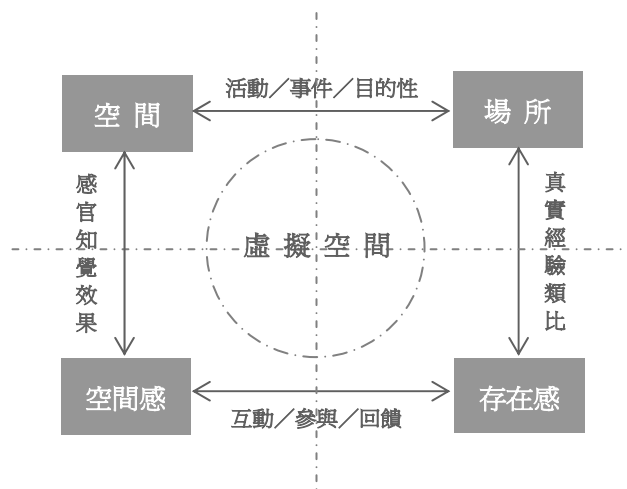 活動／事件／目的性
空間
場所
感官知覺效果
真實經驗類比
虛擬空間
空間感
存在感
互動／參與／回饋